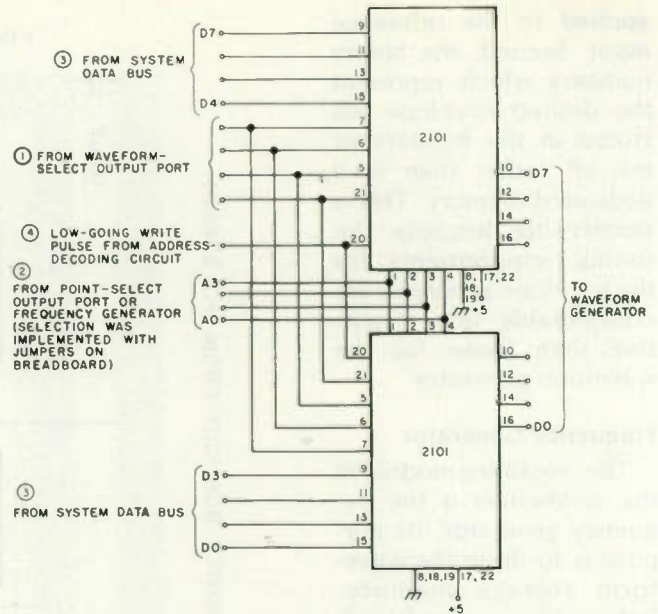 D7
③ FROM SYSTEM
DATA BUS
D4
9
11
13
15
① FROM WAVEFORM-
SELECT OUTPUT PORT
7
6
5
21
2101
10
D7
12
14
16
④ LOW-GOING WRITE
PULSE FROM ADDRESS-
DECODING CIRCUIT
20
②
FROM POINT-SELECT
OUTPUT PORT OR
FREQUENCY GENERATOR
(SELECTION WAS
IMPLEMENTED WITH
JUMPERS ON
BREADBOARD)
A3
A0
1 2 3 4 8, 17, 22
18,
19
+5
TO
WAVEFORM
GENERATOR
2 3 4
20
21
5
6
7
2101
10
12
14
16
D0
③
FROM SYSTEM DATA BUS
D3
D0
9
11
13
15
8,18,19 17, 22
+5